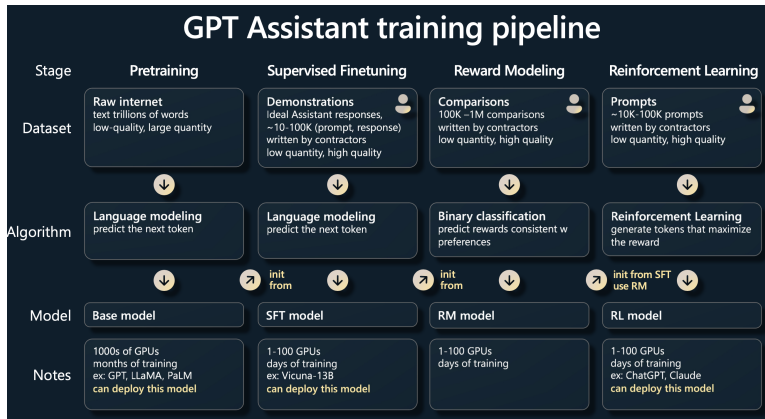 GPT Assistant training pipeline
Stage
Pretraining
Supervised Finetuning
Reward Modeling
Reinforcement Learning
Dataset
Raw internet
text trillions of words
low-quality, large quantity
Demonstrations
Ideal Assistant responses,
~10-100K (prompt, response)
written by contractors
low quantity, high quality
Comparisons
100K –1M comparisons
written by contractors
low quantity, high quality
Prompts
~10K-100K prompts
written by contractors
low quantity, high quality
Algorithm
Language modeling
predict the next token
Language modeling
predict the next token
Binary classification
predict rewards consistent w
preferences
Reinforcement Learning
generate tokens that maximize
the reward
init
from
init
from
init from SFT
use RM
Model
Base model
SFT model
RM model
RL model
Notes
1000s of GPUs
months of training
ex: GPT, LLaMA, PaLM
can deploy this model
1-100 GPUs
days of training
ex: Vicuna-13B
can deploy this model
1-100 GPUs
days of training
1-100 GPUs
days of training
ex: ChatGPT, Claude
can deploy this model